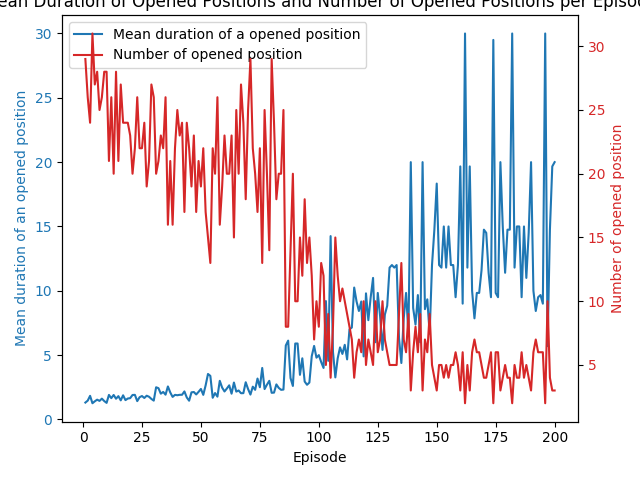 ean Duration of Opened Positions and Number of Opened Positions per Episod
Mean duration of a opened position
Number of opened position
Mean duration of an opened position
30
25
20
15
10
5
0
30
25
20
15
10
5
Number of opened position
0 25 50 75 100 125 150 175 200
Episode